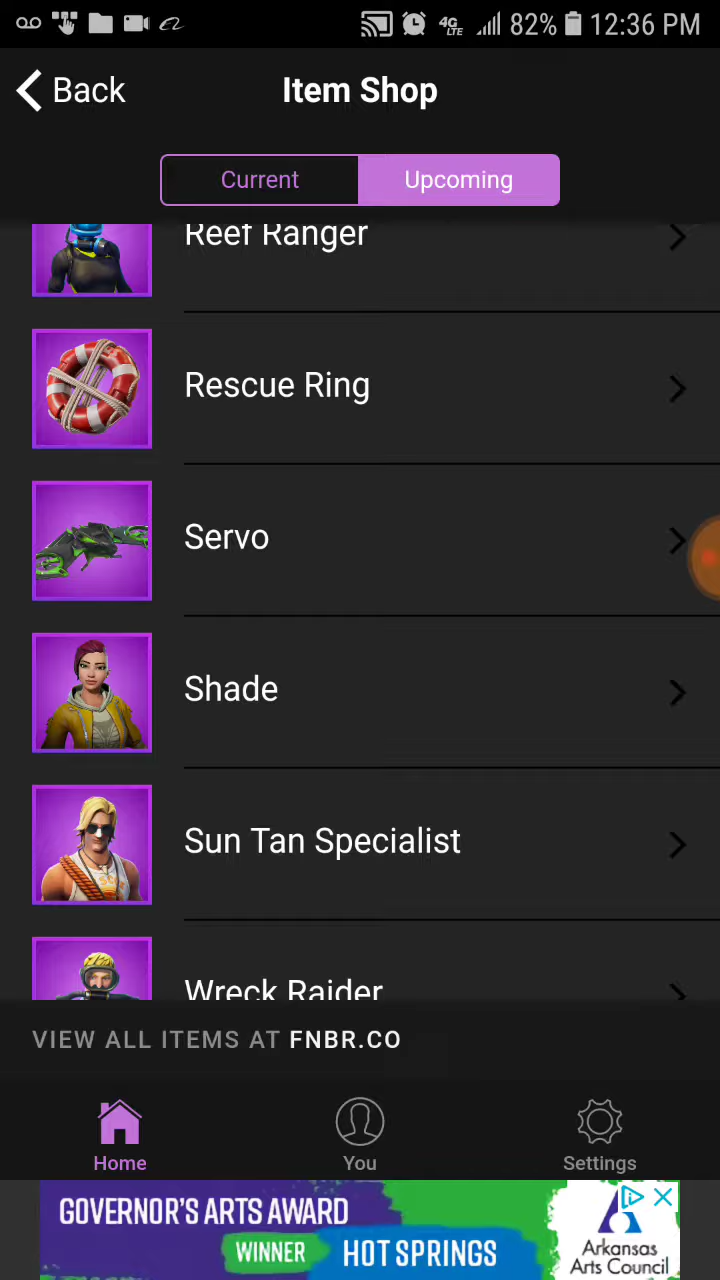 4G
LTE
82%
12:36 PM
Back
Item Shop
Current
Upcoming
Reef Ranger
Rescue Ring
Servo
Shade
Sun Tan Specialist
Wreck Raider
VIEW ALL ITEMS AT FNBR.CO
Home
You
Settings
GOVERNOR'S ARTS AWARD
WINNER
HOT SPRINGS
Arkansas
Arts Council